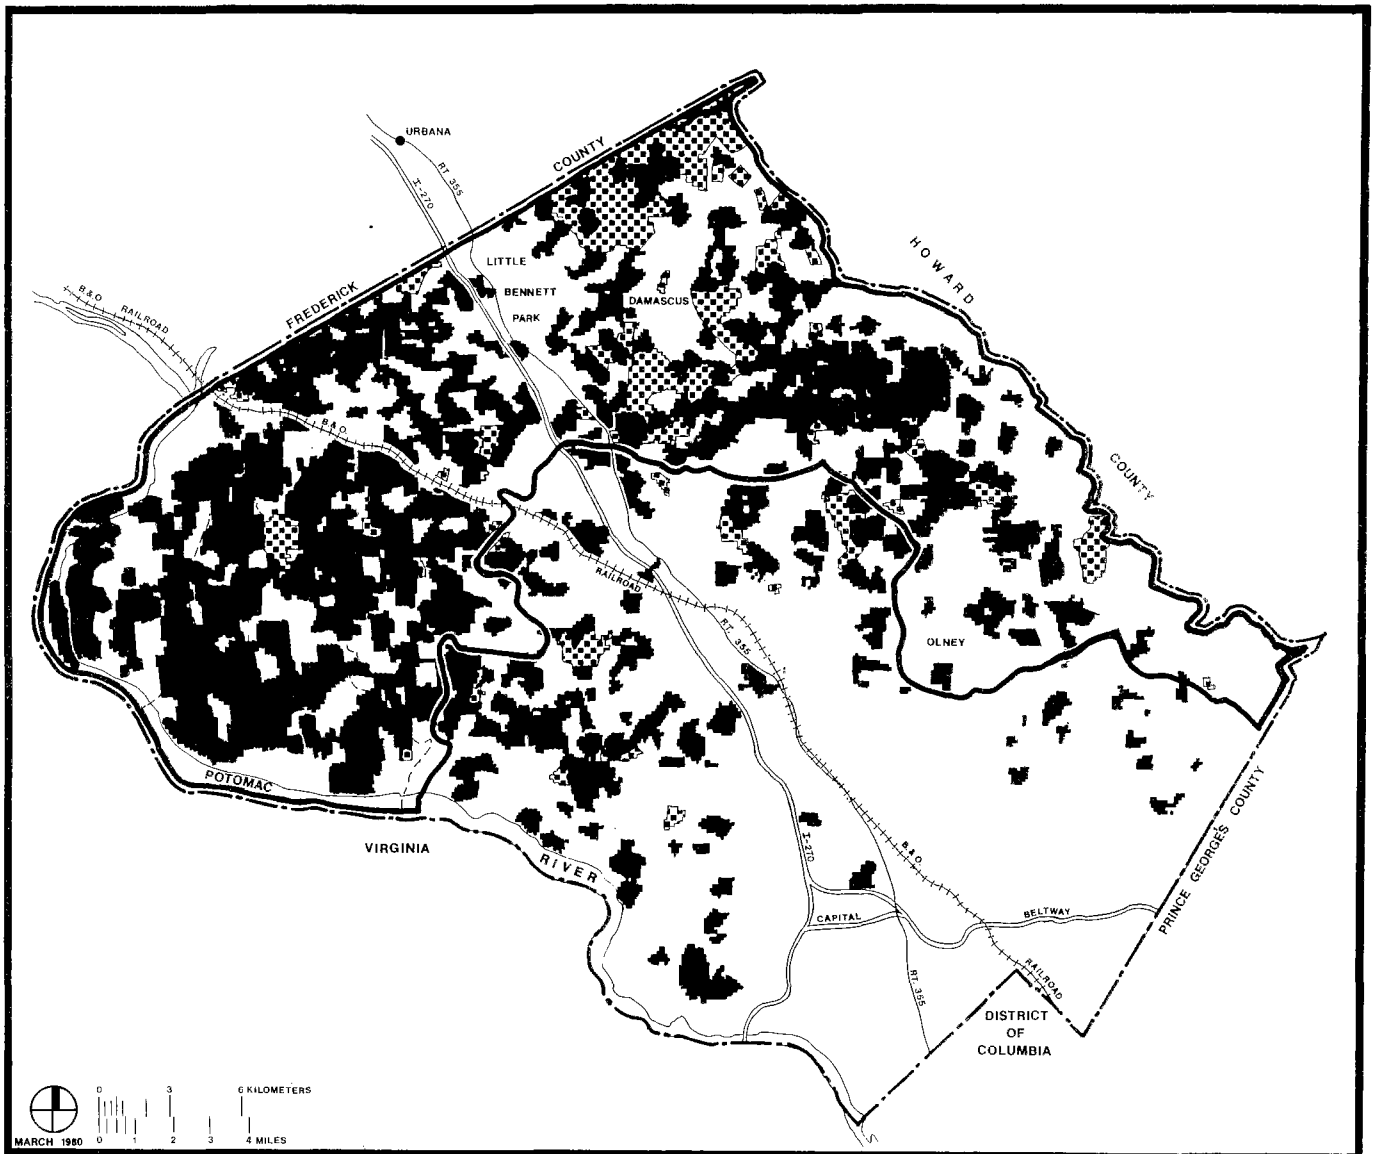 URBANA
RT. 355
I-270
FREDERICK COUNTY
HOWARD COUNTY
B&O RAILROAD
LITTLE
BENNETT
PARK
DAMASCUS
B&O
RAILROAD
RT. 355
OLNEY
POTOMAC RIVER
VIRGINIA
I-270
B&O
RAILROAD
CAPITAL BELTWAY
RT. 355
PRINCE GEORGE'S COUNTY
DISTRICT
OF
COLUMBIA
0 3 6 KILOMETERS
0 1 2 3 4 MILES
MARCH 1980